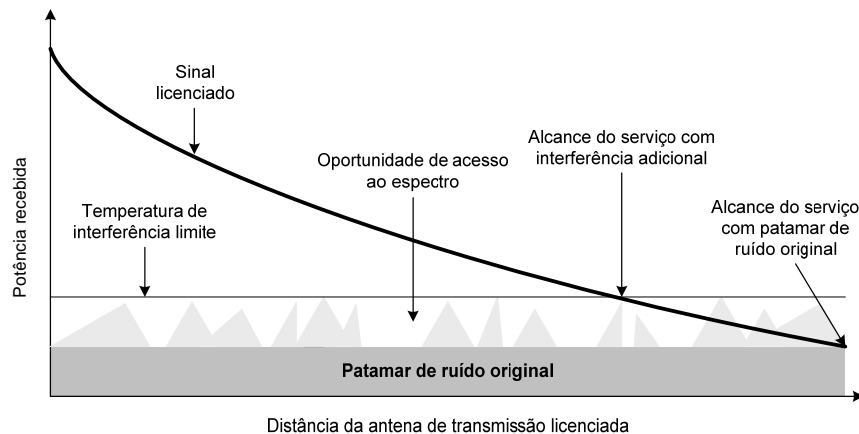 Sinal
licenciado
Alcance do serviço com
interferência adicional
Oportunidade de acesso
ao espectro
Temperatura de
interferência limite
Alcance do serviço
com patamar de
ruído original
Potência recebida
Patamar de ruído original
Distância da antena de transmissão licenciada